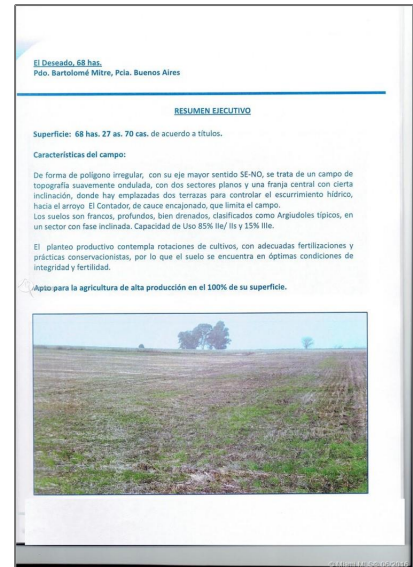 El Deseado, 68 has.
Pdo. Bartolomé Mitre, Pcia. Buenos Aires
RESUMEN EJECUTIVO
Superficie: 68 has. 27 as. 70 cas. de acuerdo a títulos.
Características del campo:
De forma de polígono irregular, con su eje mayor sentido SE-NO, se trata de un campo de
topografía suavemente ondulada, con dos sectores planos y una franja central con cierta
inclinación, donde hay emplazadas dos terrazas para controlar el escurrimiento hídrico,
hacia el arroyo El Contador, de cauce encajonado, que limita el campo.
Los suelos son francos, profundos, bien drenados, clasificados como Argiudoles típicos, en
un sector con fase inclinada. Capacidad de Uso 85% IIe/ IIs y 15% IIIe.
El planteo productivo contempla rotaciones de cultivos, con adecuadas fertilizaciones y
prácticas conservacionistas, por lo que el suelo se encuentra en óptimas condiciones de
integridad y fertilidad.
Apto para la agricultura de alta producción en el 100% de su superficie.